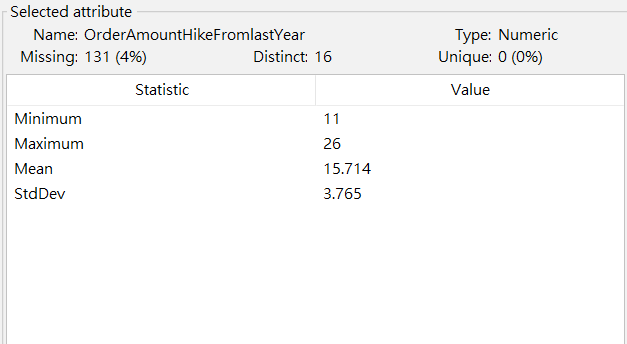 Selected attribute
Name: OrderAmountHikeFromlastYear Type: Numeric
Missing: 131 (4%) Distinct: 16 Unique: 0 (0%)
Statistic Value
Minimum 11
Maximum 26
Mean 15.714
StdDev 3.765